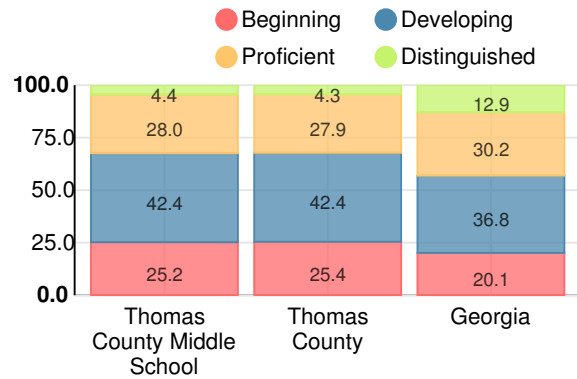 Beginning
Developing
Proficient
Distinguished
100.0
75.0
50.0
25.0
0.0
4.4
28.0
42.4
25.2
4.3
27.9
42.4
25.4
12.9
30.2
36.8
20.1
Thomas
County Middle
School
Thomas
County
Georgia